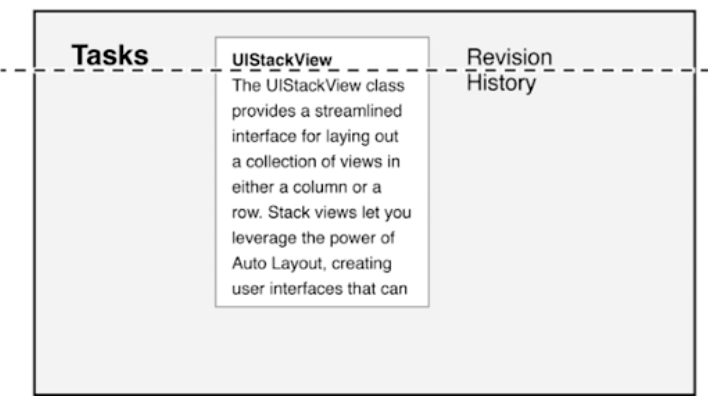 Tasks
UIStackView
The UIStackView class
provides a streamlined
interface for laying out
a collection of views in
either a column or a
row. Stack views let you
leverage the power of
Auto Layout, creating
user interfaces that can
Revision
History